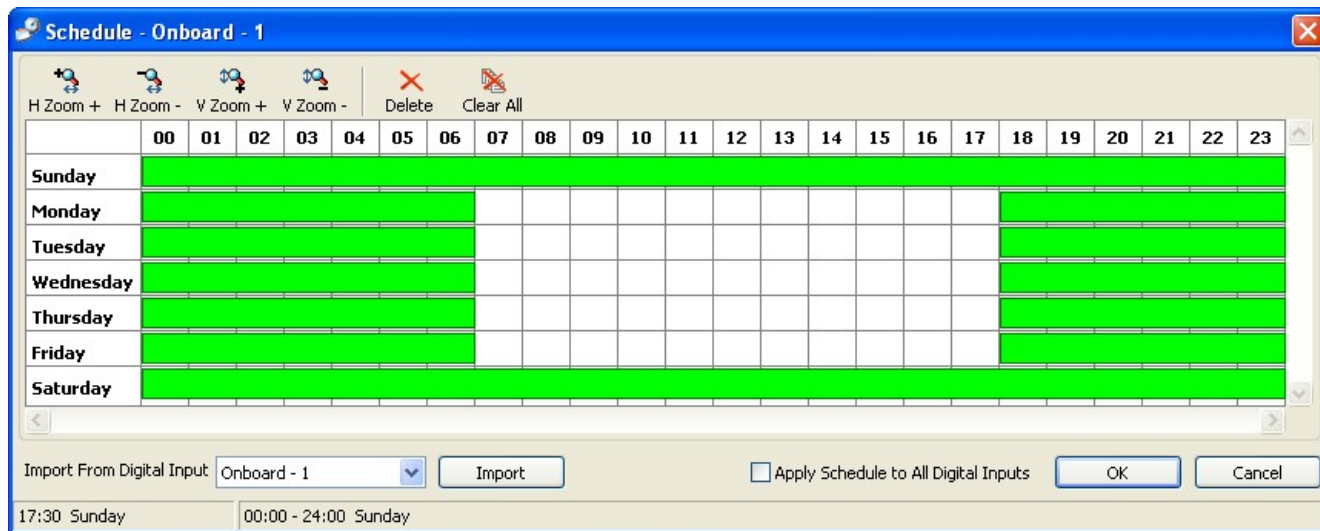 Schedule - Onboard - 1
H Zoom + H Zoom - V Zoom + V Zoom - Delete Clear All
00 01 02 03 04 05 06 07 08 09 10 11 12 13 14 15 16 17 18 19 20 21 22 23
Sunday
Monday
Tuesday
Wednesday
Thursday
Friday
Saturday
Import From Digital Input Onboard - 1 Import Apply Schedule to All Digital Inputs OK Cancel
17:30 Sunday 00:00 - 24:00 Sunday